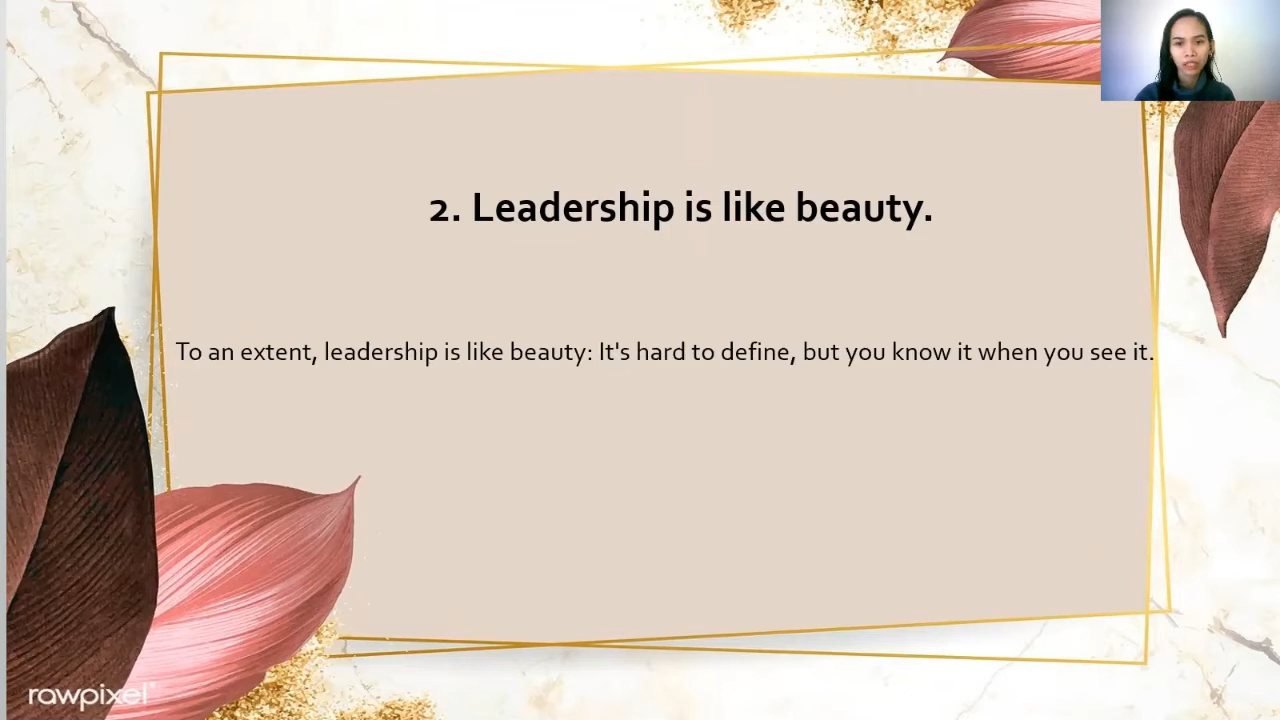 2. Leadership is like beauty.
To an extent, leadership is like beauty: It's hard to define, but you know it when you see it.
rawpixel